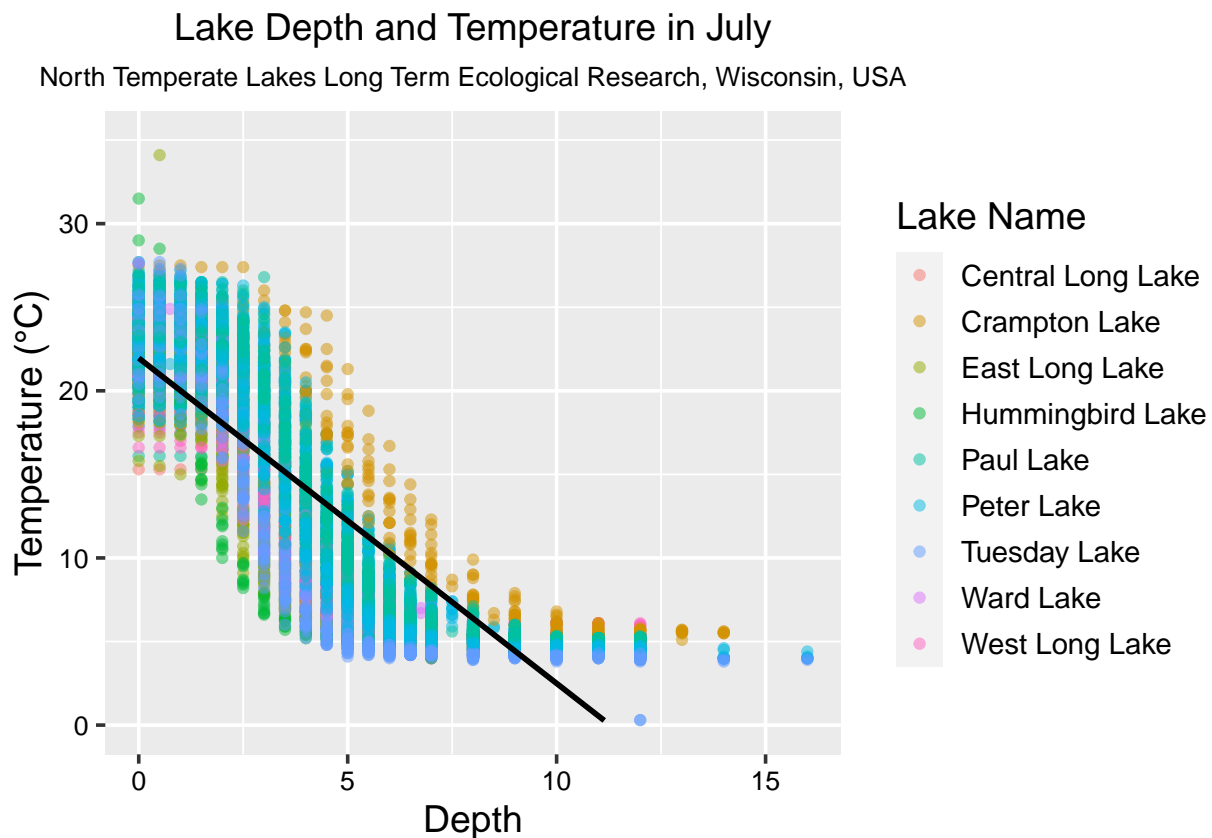 Lake Depth and Temperature in July
North Temperate Lakes Long Term Ecological Research, Wisconsin, USA
Temperature (°C)
30
20
10
0
0
5
10
15
Depth
Lake Name
Central Long Lake
Crampton Lake
East Long Lake
Hummingbird Lake
Paul Lake
Peter Lake
Tuesday Lake
Ward Lake
West Long Lake